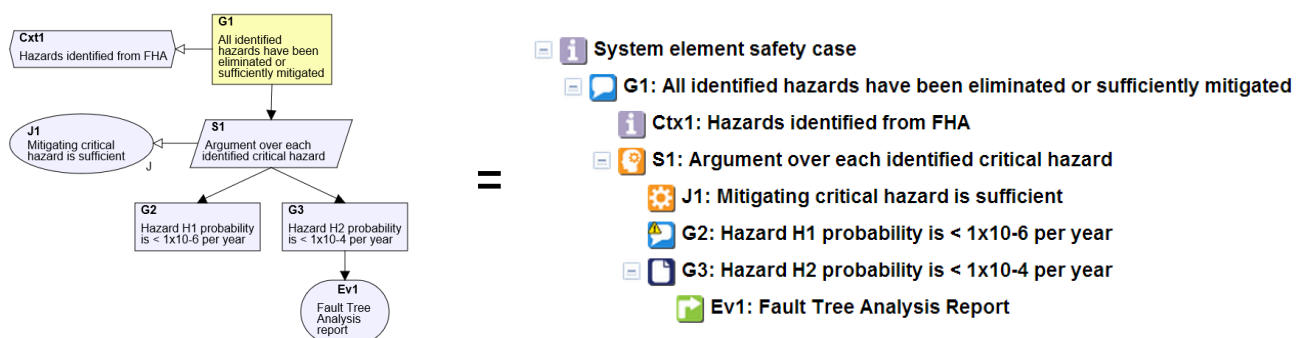 G1
All identified
hazards have been
eliminated or
sufficiently mitigated
Cxt1
Hazards identified from FHA
J1
Mitigating critical
hazard is sufficient
J
S1
Argument over each
identified critical hazard
G2
Hazard H1 probability
is < 1x10-6 per year
G3
Hazard H2 probability
is < 1x10-4 per year
Ev1
Fault Tree
Analysis
report
=
System element safety case
G1: All identified hazards have been eliminated or sufficiently mitigated
Ctx1: Hazards identified from FHA
S1: Argument over each identified critical hazard
J1: Mitigating critical hazard is sufficient
G2: Hazard H1 probability is < 1x10-6 per year
G3: Hazard H2 probability is < 1x10-4 per year
Ev1: Fault Tree Analysis Report